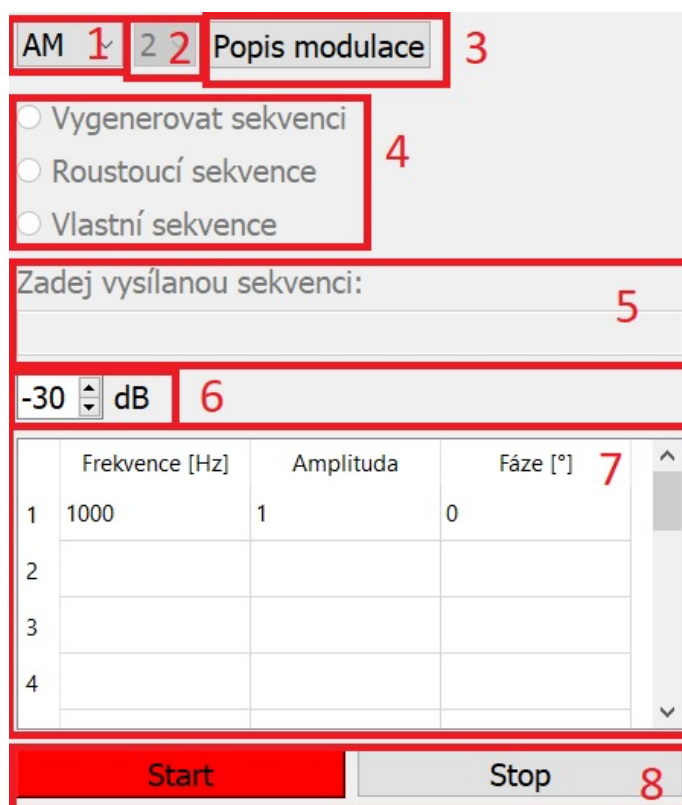 AM 1 2 2 Popis modulace 3
Vygenerovat sekvenci
Roustoucí sekvence 4
Vlastní sekvence
Zadej vysílanou sekvenci:
5
-30 dB 6
Frekvence [Hz] Amplituda Fáze [°] 7
1 1000 1 0
2
3
4
Start Stop 8